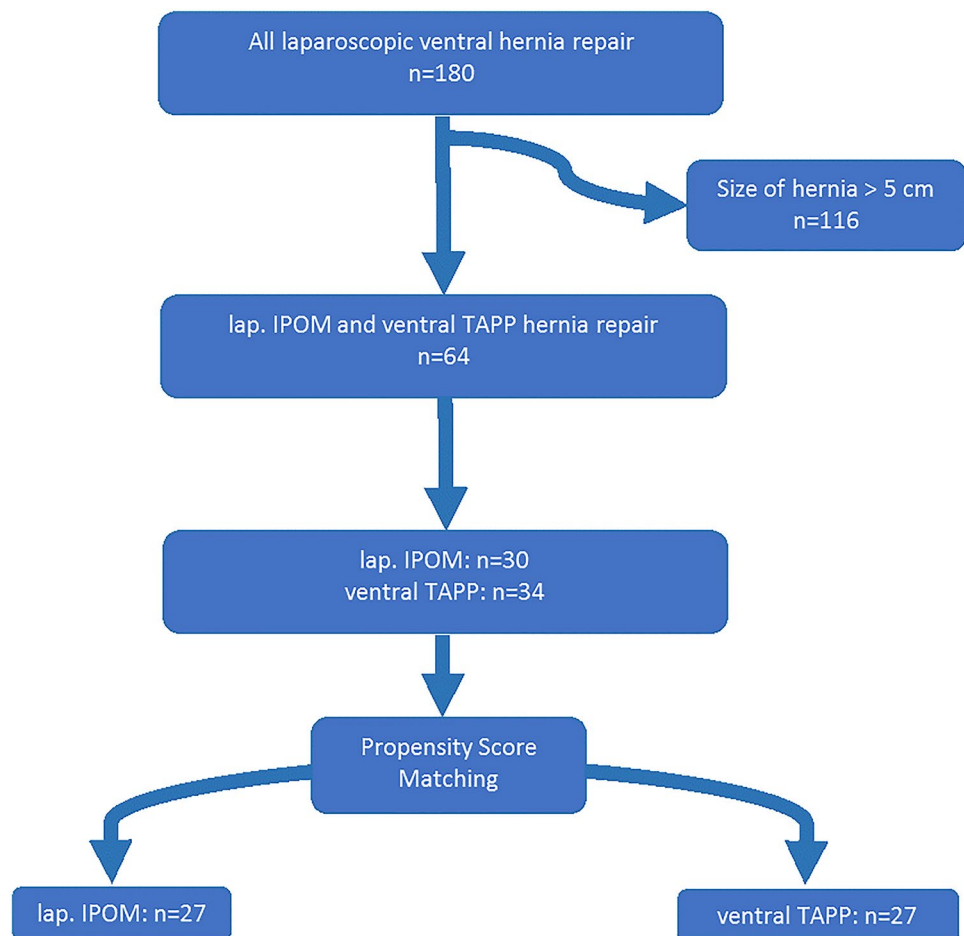 All laparoscopic ventral hernia repair
n=180
Size of hernia > 5 cm
n=116
lap. IPOM and ventral TAPP hernia repair
n=64
lap. IPOM: n=30
ventral TAPP: n=34
Propensity Score
Matching
lap. IPOM: n=27
ventral TAPP: n=27